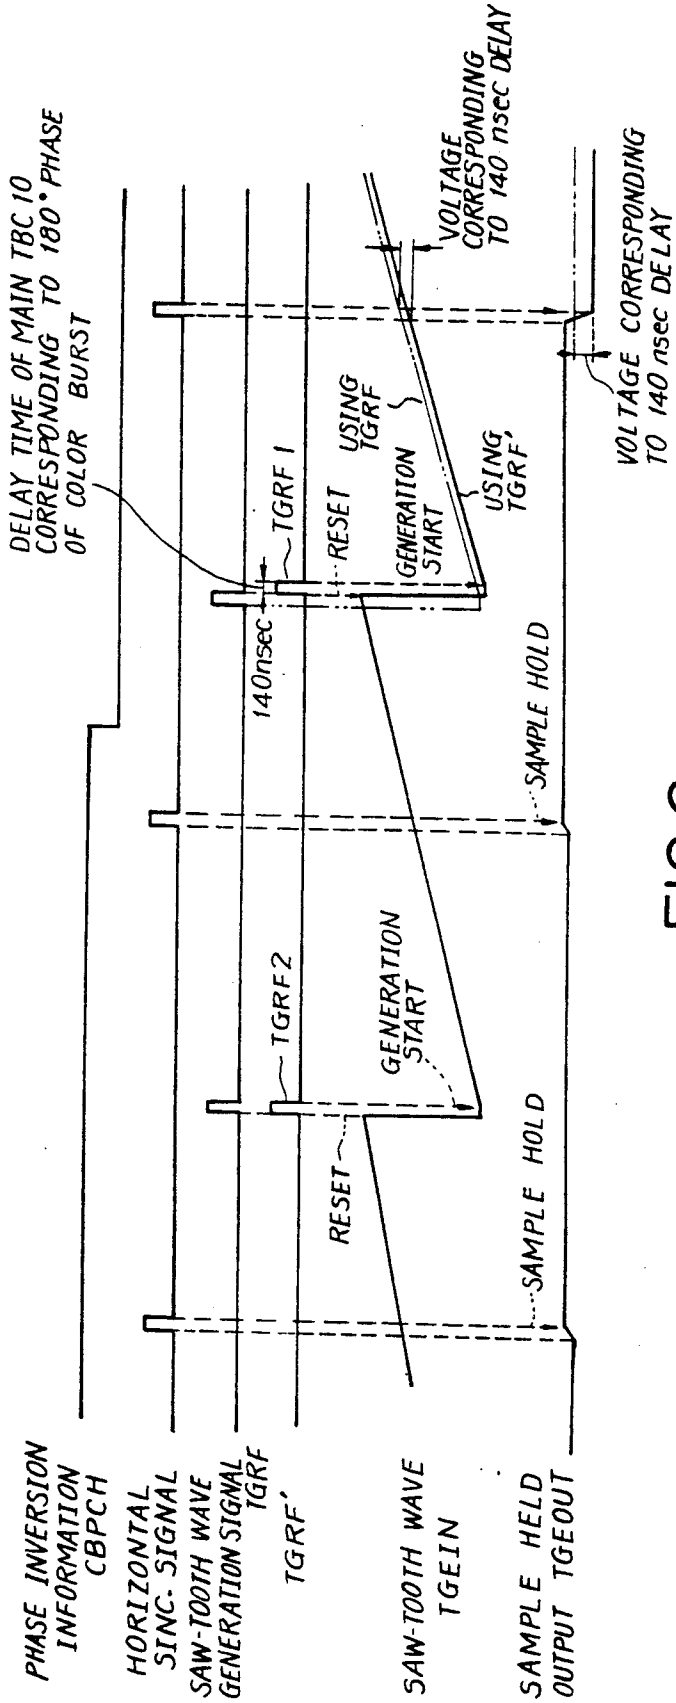 PHASE INVERSION
INFORMATION
CBPCH
HORIZONTAL
SINC. SIGNAL
SAW-TOOTH WAVE
GENERATION SIGNAL
TGRF
TGRF'
SAW-TOOTH WAVE
TGEIN
SAMPLE HELD
OUTPUT TGEOUT
DELAY TIME OF MAIN TBC 10
CORRESPONDING TO 180° PHASE
OF COLOR BURST
140nsec
TGRF 1
RESET
TGRF2
RESET
GENERATION
START
GENERATION
START
USING
TGRF
USING
TGRF'
VOLTAGE
CORRESPONDING
TO 140 nsec DELAY
SAMPLE HOLD
SAMPLE HOLD
VOLTAGE CORRESPONDING
TO 140 nsec DELAY